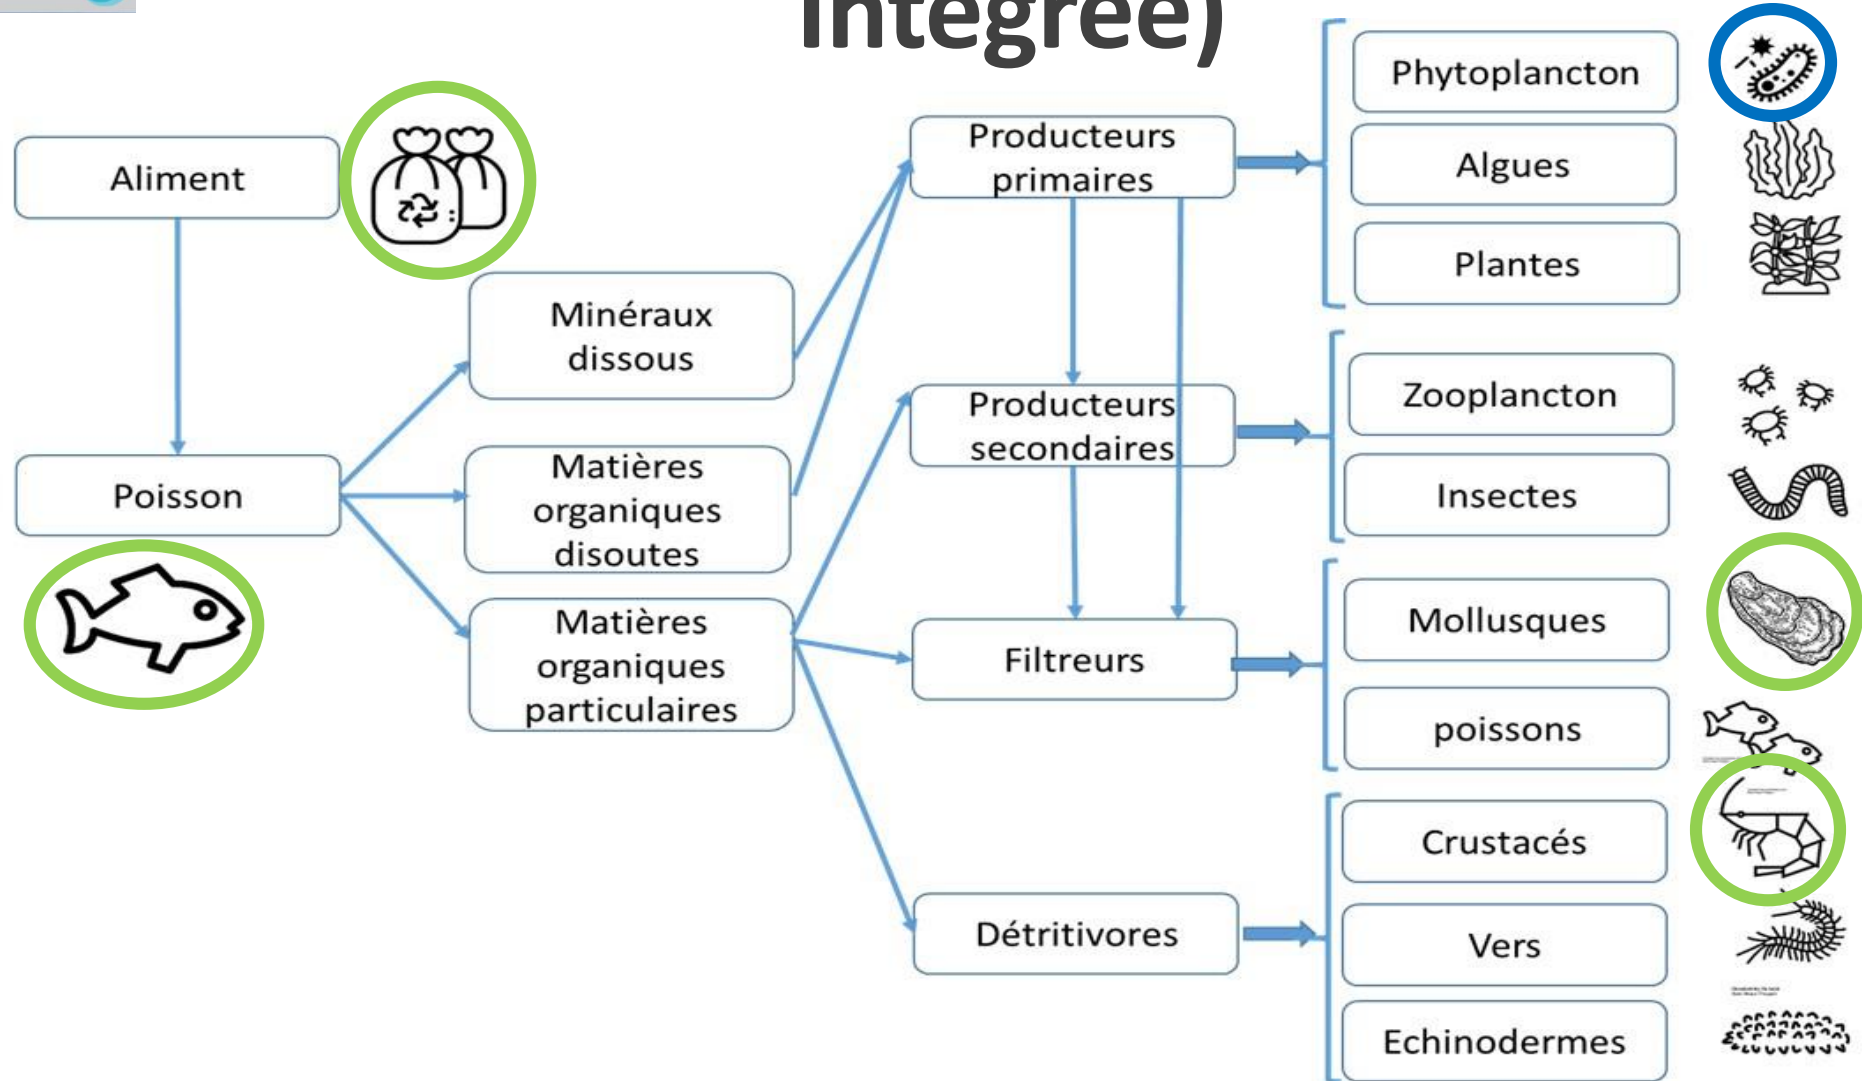 Intégrée)
Aliment
Poisson
Minéraux
dissous
Matières
organiques
disoutes
Matières
organiques
particulaires
Producteurs
primaires
Producteurs
secondaires
Filtreurs
Détritivores
Phytoplancton
Algues
Plantes
Zooplancton
Insectes
Mollusques
poissons
Crustacés
Vers
Echinodermes